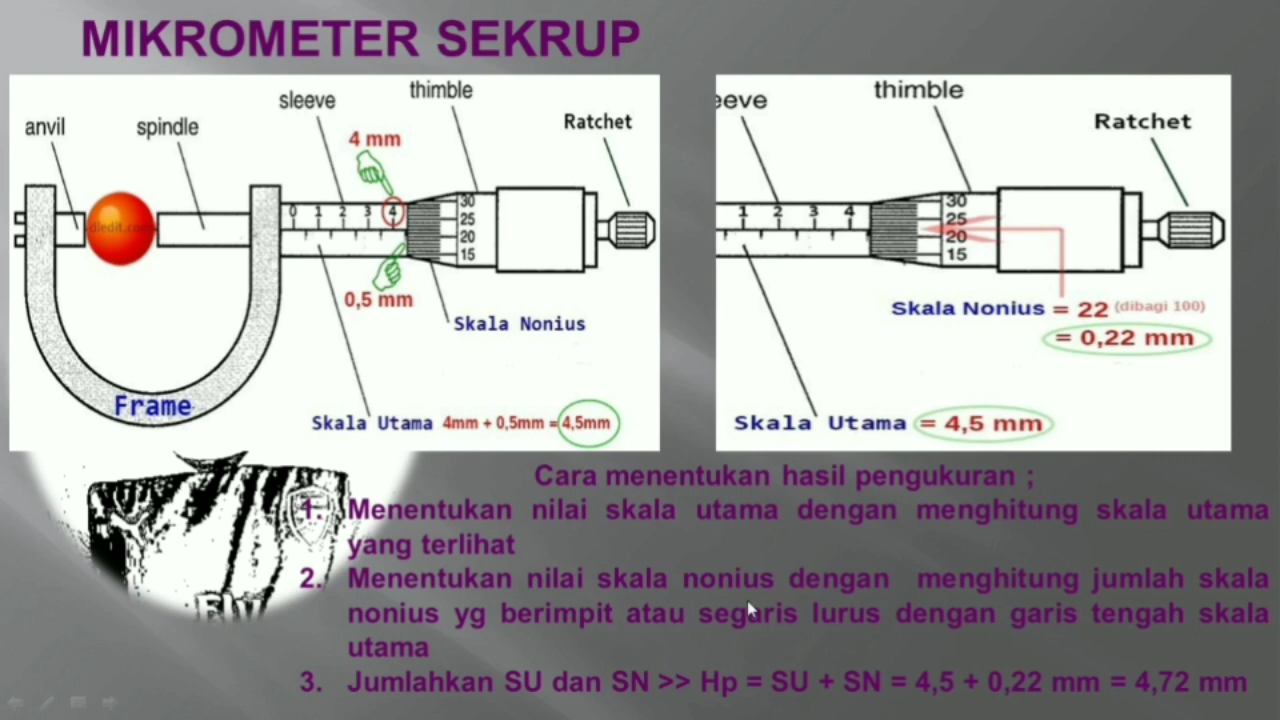 MIKROMETER SEKRUP
anvil
spindle
sleeve
thimble
Ratchet
4 mm
0 1 2 3 4
30
25
20
15
0,5 mm
Skala Nonius
Frame
Skala Utama 4mm + 0,5mm = 4,5mm
eeve
thimble
Ratchet
1 2 3 4
30
25
20
15
Skala Nonius = 22 (dibagi 100)
= 0,22 mm
Skala Utama = 4,5 mm
Cara menentukan hasil pengukuran ;
1. Menentukan nilai skala utama dengan menghitung skala utama
yang terlihat
2. Menentukan nilai skala nonius dengan menghitung jumlah skala
nonius yg berimpit atau segaris lurus dengan garis tengah skala
utama
3. Jumlahkan SU dan SN >> Hp = SU + SN = 4,5 + 0,22 mm = 4,72 mm